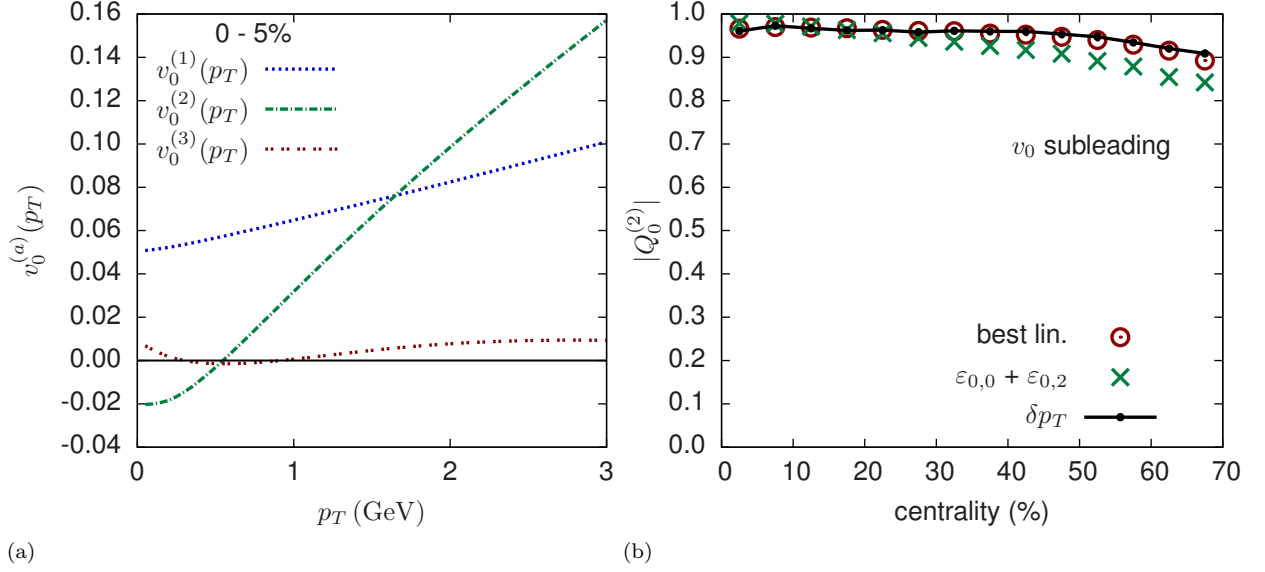 0 - 5%
v_0^{(1)}(p_T)
v_0^{(2)}(p_T)
v_0^{(3)}(p_T)
0.16
0.14
0.12
0.10
0.08
0.06
0.04
0.02
0.00
-0.02
-0.04
v_0^{(a)}(p_T)
0 1 2 3
p_T (GeV)
(a)
1.0
0.9
0.8
0.7
0.6
0.5
0.4
0.3
0.2
0.1
0.0
|Q_0^{(2)}|
v_0 subleading
best lin.
ε_{0,0} + ε_{0,2}
δp_T
0 10 20 30 40 50 60 70
centrality (%)
(b)